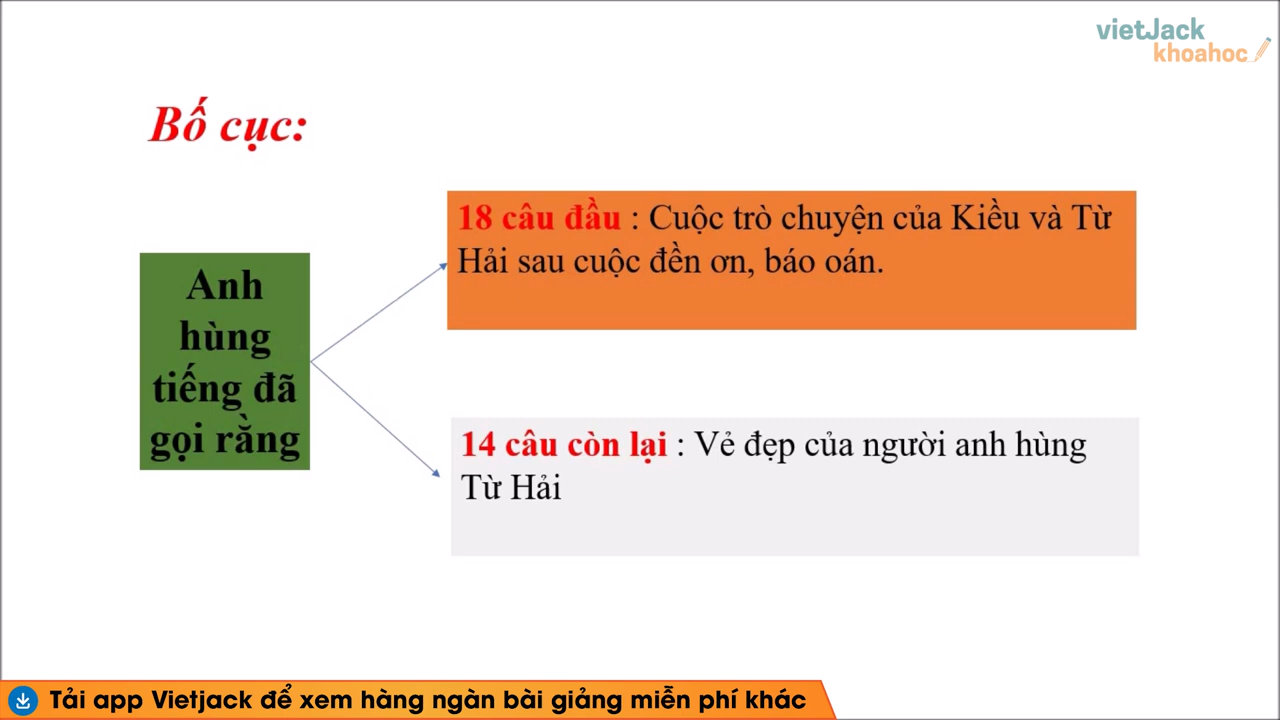 vietJack
khoahoc
Bố cục:
18 câu đầu : Cuộc trò chuyện của Kiều và Từ
Hải sau cuộc đền ơn, báo oán.
Anh
hùng
tiếng đã
gọi rằng
14 câu còn lại : Vẻ đẹp của người anh hùng
Từ Hải
Tải app Vietjack để xem hàng ngàn bài giảng miễn phí khác